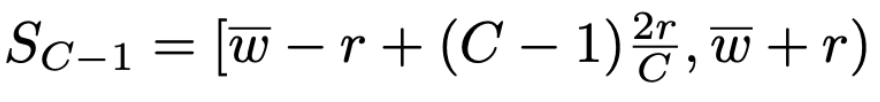 $S_{C-1} = [\overline{w} - r + (C-1)\frac{2r}{C}, \overline{w} + r)$